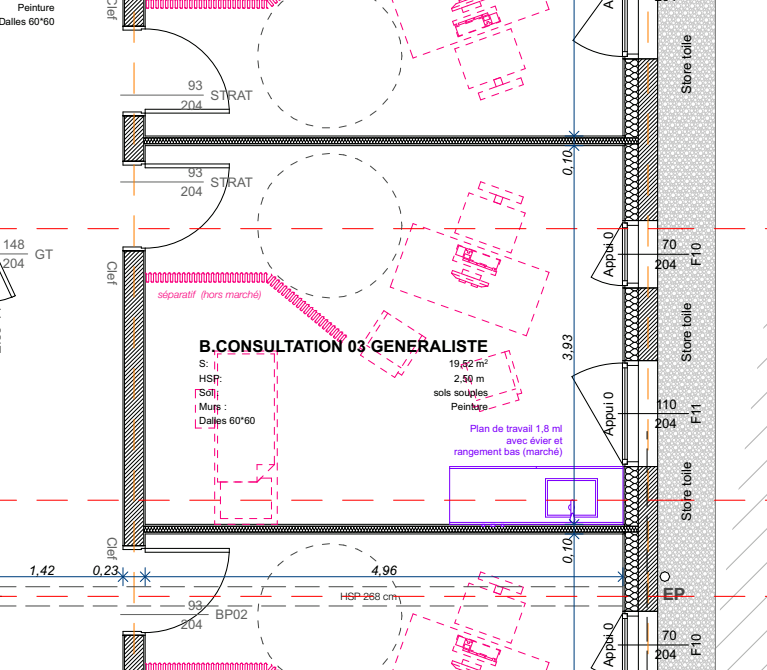 Peinture
Dalles 60*60
Clef
Store toile
93
204
STRAT
0,10
93
204
STRAT
148
204
GT
Clef
Appui 0
70
204
F10
séparatif (hors marché)
3,93
Store toile
B.CONSULTATION 03 GENERALISTE
S: 19,52 m²
HSP: 2,50 m
Sol : sols souples
Murs : Peinture
Dalles 60*60
Appui 0
110
204
F11
Plan de travail 1,8 ml
avec évier et
rangement bas (marché)
Store toile
Clef
0,10
1,42
0,23
4,96
HSP 268 cm
EP
93
204
BP02
Appui 0
70
204
F10